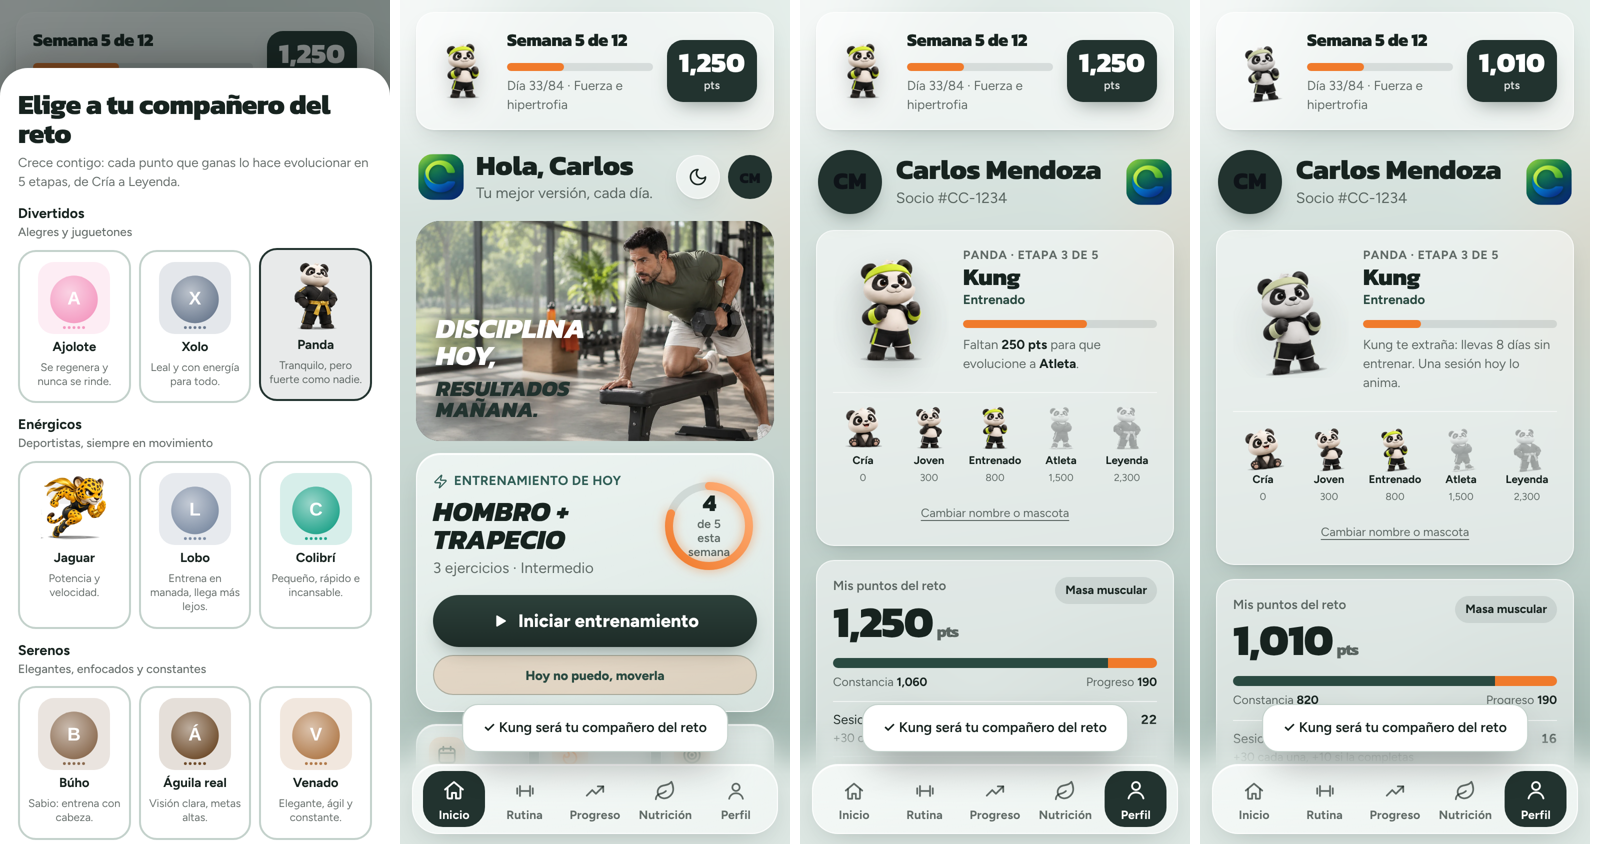 Semana 5 de 12
1,250
Elige a tu compañero del
reto
Crece contigo: cada punto que ganas lo hace evolucionar en
5 etapas, de Cría a Leyenda.
Divertidos
Alegres y juguetones
A
X
Ajolote
Xolo
Panda
Se regenera y
nunca se rinde.
Leal y con energía
para todo.
Tranquilo, pero
fuerte como nadie.
Enérgicos
Deportistas, siempre en movimiento
L
C
Jaguar
Lobo
Colibrí
Potencia y
velocidad.
Entrena en
manada, llega más
lejos.
Pequeño, rápido e
incansable.
Serenos
Elegantes, enfocados y constantes
B
Á
V
Búho
Águila real
Venado
Sabio: entrena con
cabeza.
Visión clara, metas
altas.
Elegante, ágil y
constante.
Semana 5 de 12
Día 33/84 · Fuerza e
hipertrofia
1,250
pts
Hola, Carlos
Tu mejor versión, cada día.
CM
DISCIPLINA
HOY,
RESULTADOS
MAÑANA.
ENTRENAMIENTO DE HOY
HOMBRO +
TRAPECIO
3 ejercicios · Intermedio
4
de 5
esta
semana
Iniciar entrenamiento
Hoy no puedo, moverla
✓ Kung será tu compañero del reto
Inicio
Rutina
Progreso
Nutrición
Perfil
Semana 5 de 12
Día 33/84 · Fuerza e
hipertrofia
1,250
pts
CM
Carlos Mendoza
Socio #CC-1234
PANDA · ETAPA 3 DE 5
Kung
Entrenado
Faltan 250 pts para que
evolucione a Atleta.
Cría
Joven
Entrenado
Atleta
Leyenda
0
300
800
1,500
2,300
Cambiar nombre o mascota
Mis puntos del reto
Masa muscular
1,250 pts
Constancia 1,060
Progreso 190
22
✓ Kung será tu compañero del reto
Inicio
Rutina
Progreso
Nutrición
Perfil
Semana 5 de 12
Día 33/84 · Fuerza e
hipertrofia
1,010
pts
CM
Carlos Mendoza
Socio #CC-1234
PANDA · ETAPA 3 DE 5
Kung
Entrenado
Kung te extraña: llevas 8 días sin
entrenar. Una sesión hoy lo
anima.
Cría
Joven
Entrenado
Atleta
Leyenda
0
300
800
1,500
2,300
Cambiar nombre o mascota
Mis puntos del reto
Masa muscular
1,010 pts
Constancia 820
Progreso 190
16
✓ Kung será tu compañero del reto
+30 cada una, +10 si la completas
Inicio
Rutina
Progreso
Nutrición
Perfil